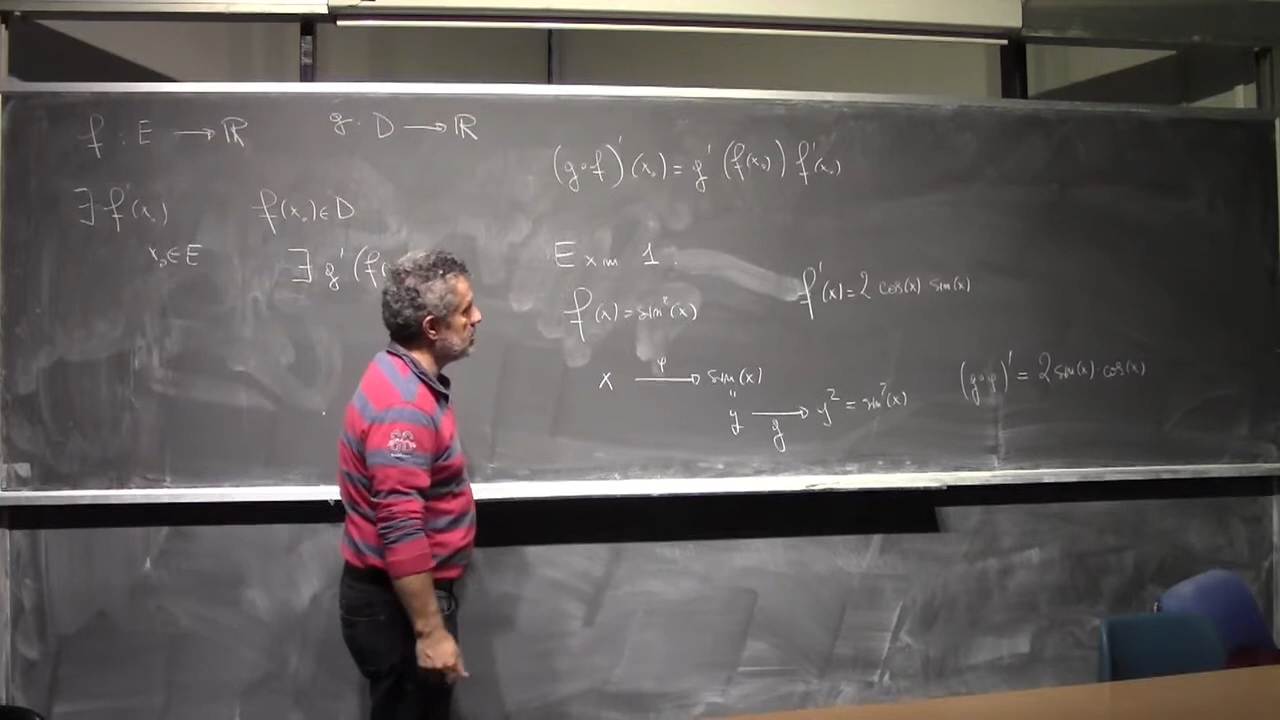 f : E → ℝ
g : D → ℝ
∃ f'(x₀)
f(x₀) ∈ D
x₀ ∈ E
∃ g'(f(
(g∘f)'(x₀) = g'(f(x₀)) f'(x₀)
Exm 1.
f(x) = sin²(x)
f'(x) = 2 cos(x) sin(x)
x →φ sin(x)
"
y →g y² = sin²(x)
(g∘φ)' = 2 sin(x)·cos(x)